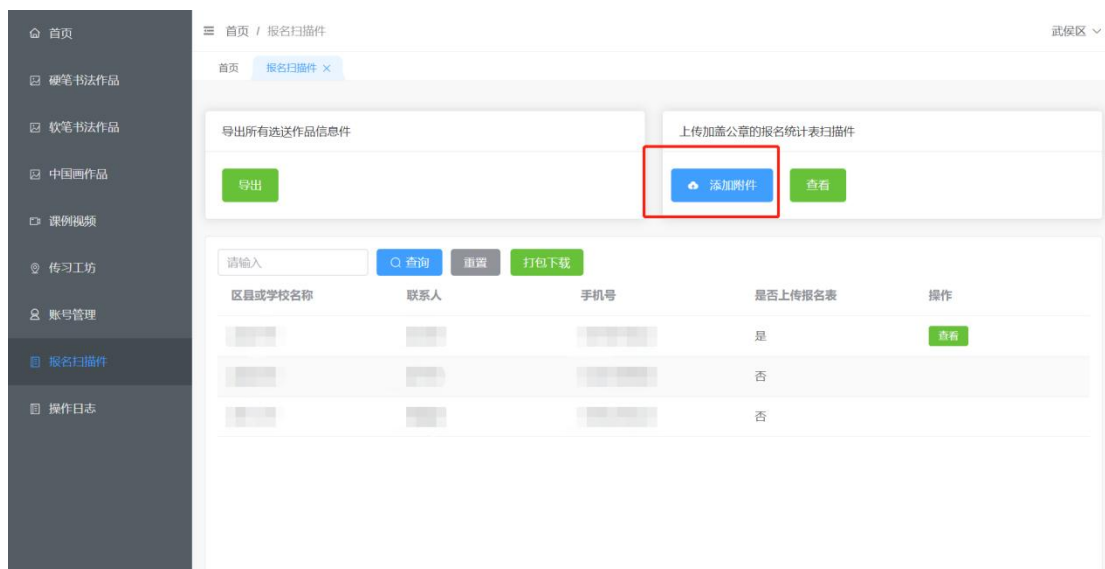 首页
硬笔书法作品
软笔书法作品
中国画作品
课例视频
传习工坊
账号管理
报名扫描件
操作日志
首页 / 报名扫描件
武侯区
首页 报名扫描件 ×
导出所有选送作品信息件
导出
上传加盖公章的报名统计表扫描件
添加附件 查看
请输入 查询 重置 打包下载
区县或学校名称 联系人 手机号 是否上传报名表 操作
是 查看
否
否